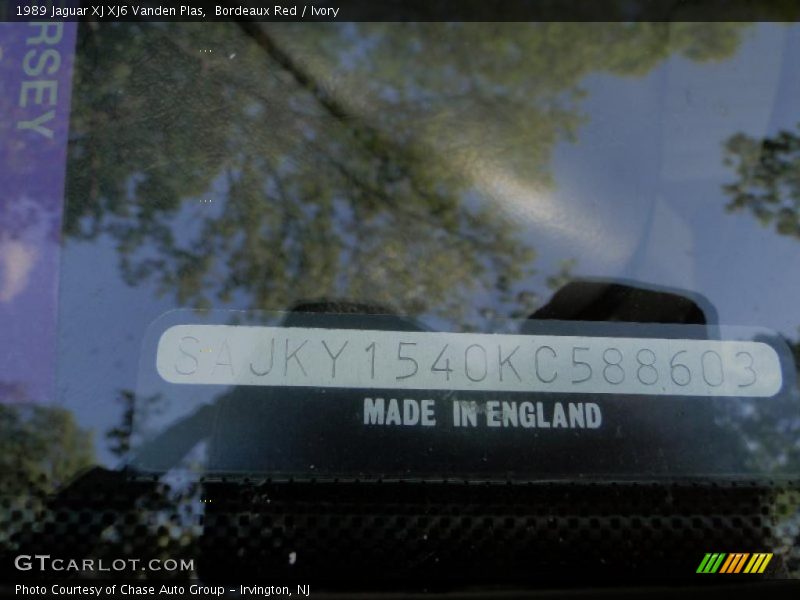 1989 Jaguar XJ XJ6 Vanden Plas,  Bordeaux Red / Ivory
RSEY
SAJKY1540KC588603
MADE IN ENGLAND
GTCARLOT.COM
Photo Courtesy of Chase Auto Group - Irvington, NJ